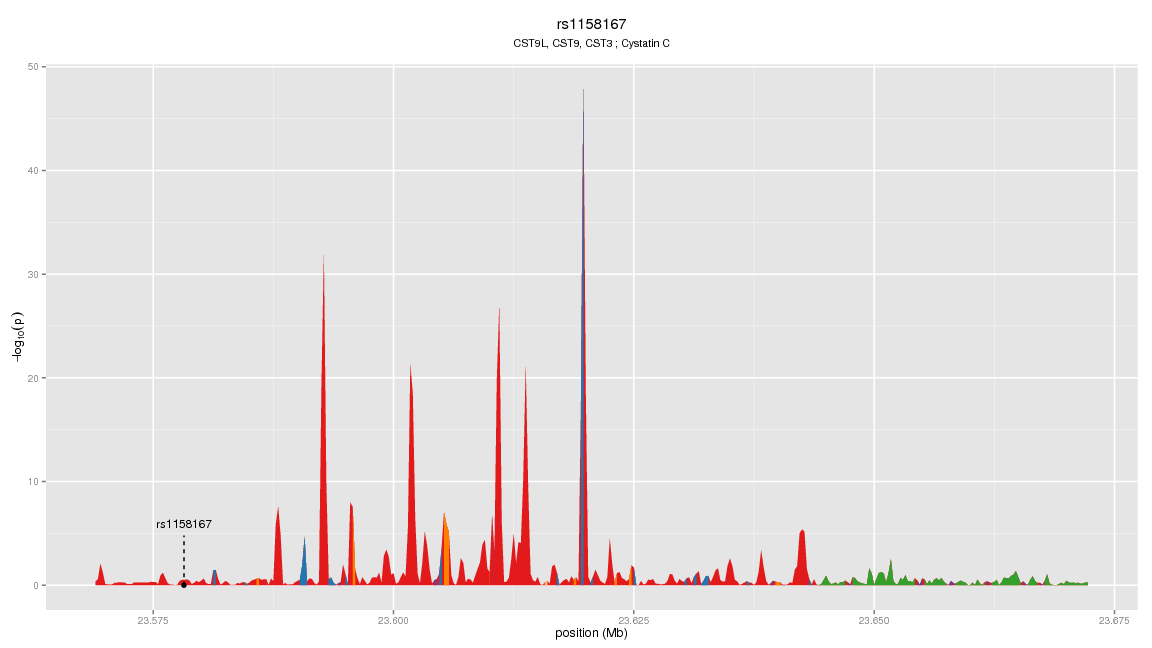 rs1158167
CST9L, CST9, CST3 ; Cystatin C
50
40
30
20
10
0
-log10(p)
rs1158167
23.575
23.600
23.625
23.650
23.675
position (Mb)